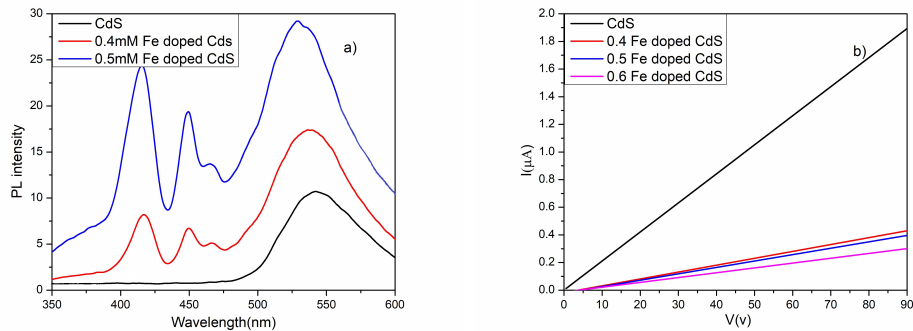 CdS
0.4mM Fe doped Cds
0.5mM Fe doped CdS
a)
PL intensity
30
25
20
15
10
5
0
350 400 450 500 550 600
Wavelength(nm)
CdS
0.4 Fe doped CdS
0.5 Fe doped CdS
0.6 Fe doped CdS
b)
I(μA)
2.0
1.8
1.6
1.4
1.2
1.0
0.8
0.6
0.4
0.2
0.0
0 10 20 30 40 50 60 70 80 90
V(v)